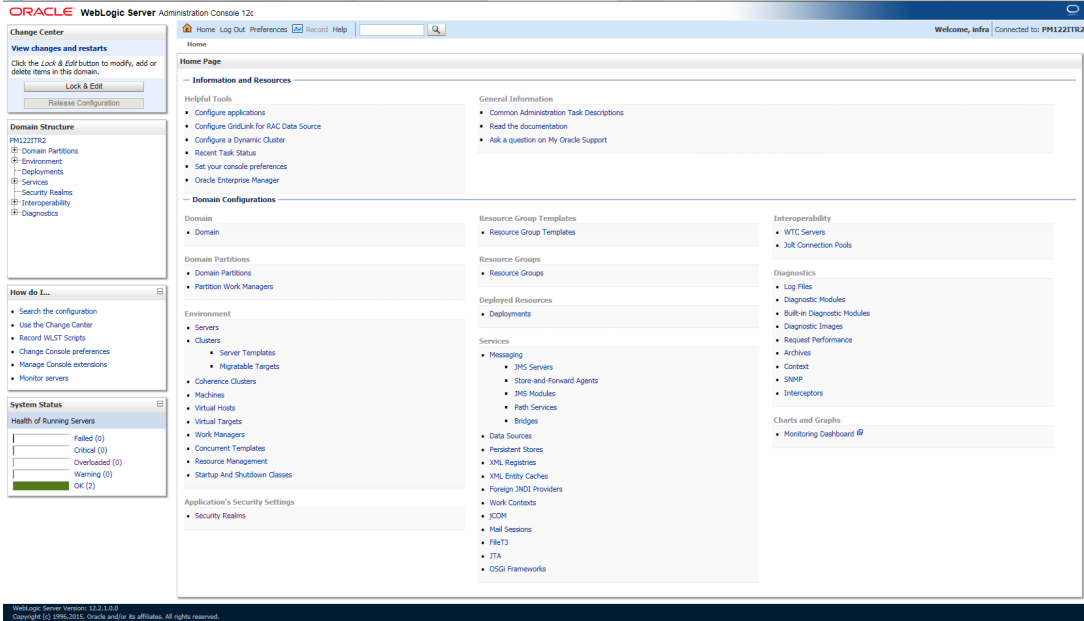 ORACLE WebLogic Server Administration Console 12c
Change Center
View changes and restarts
Click the Lock & Edit button to modify, add or
delete items in this domain.
Lock & Edit
Release Configuration
Domain Structure
PM122ITR2
Domain Partitions
Environment
Deployments
Services
Security Realms
Interoperability
Diagnostics
How do I...
Search the configuration
Use the Change Center
Record WLST Scripts
Change Console preferences
Manage Console extensions
Monitor servers
System Status
Health of Running Servers
Failed (0)
Critical (0)
Overloaded (0)
Warning (0)
OK (2)
Home Log Out Preferences Record Help
Welcome, infra Connected to: PM122ITR2
Home
Home Page
Information and Resources
Helpful Tools
Configure applications
Configure GridLink for RAC Data Source
Configure a Dynamic Cluster
Recent Task Status
Set your console preferences
Oracle Enterprise Manager
General Information
Common Administration Task Descriptions
Read the documentation
Ask a question on My Oracle Support
Domain Configurations
Domain
Domain
Domain Partitions
Domain Partitions
Partition Work Managers
Environment
Servers
Clusters
Server Templates
Migratable Targets
Coherence Clusters
Machines
Virtual Hosts
Virtual Targets
Work Managers
Concurrent Templates
Resource Management
Startup And Shutdown Classes
Application's Security Settings
Security Realms
Resource Group Templates
Resource Group Templates
Resource Groups
Resource Groups
Deployed Resources
Deployments
Services
Messaging
JMS Servers
Store-and-Forward Agents
JMS Modules
Path Services
Bridges
Data Sources
Persistent Stores
XML Registries
XML Entity Caches
Foreign JNDI Providers
Work Contexts
jCOM
Mail Sessions
FileT3
JTA
OSGi Frameworks
Interoperability
WTC Servers
Jolt Connection Pools
Diagnostics
Log Files
Diagnostic Modules
Built-in Diagnostic Modules
Diagnostic Images
Request Performance
Archives
Context
SNMP
Interceptors
Charts and Graphs
Monitoring Dashboard
WebLogic Server Version: 12.2.1.0.0
Copyright (c) 1996,2015, Oracle and/or its affiliates. All rights reserved.